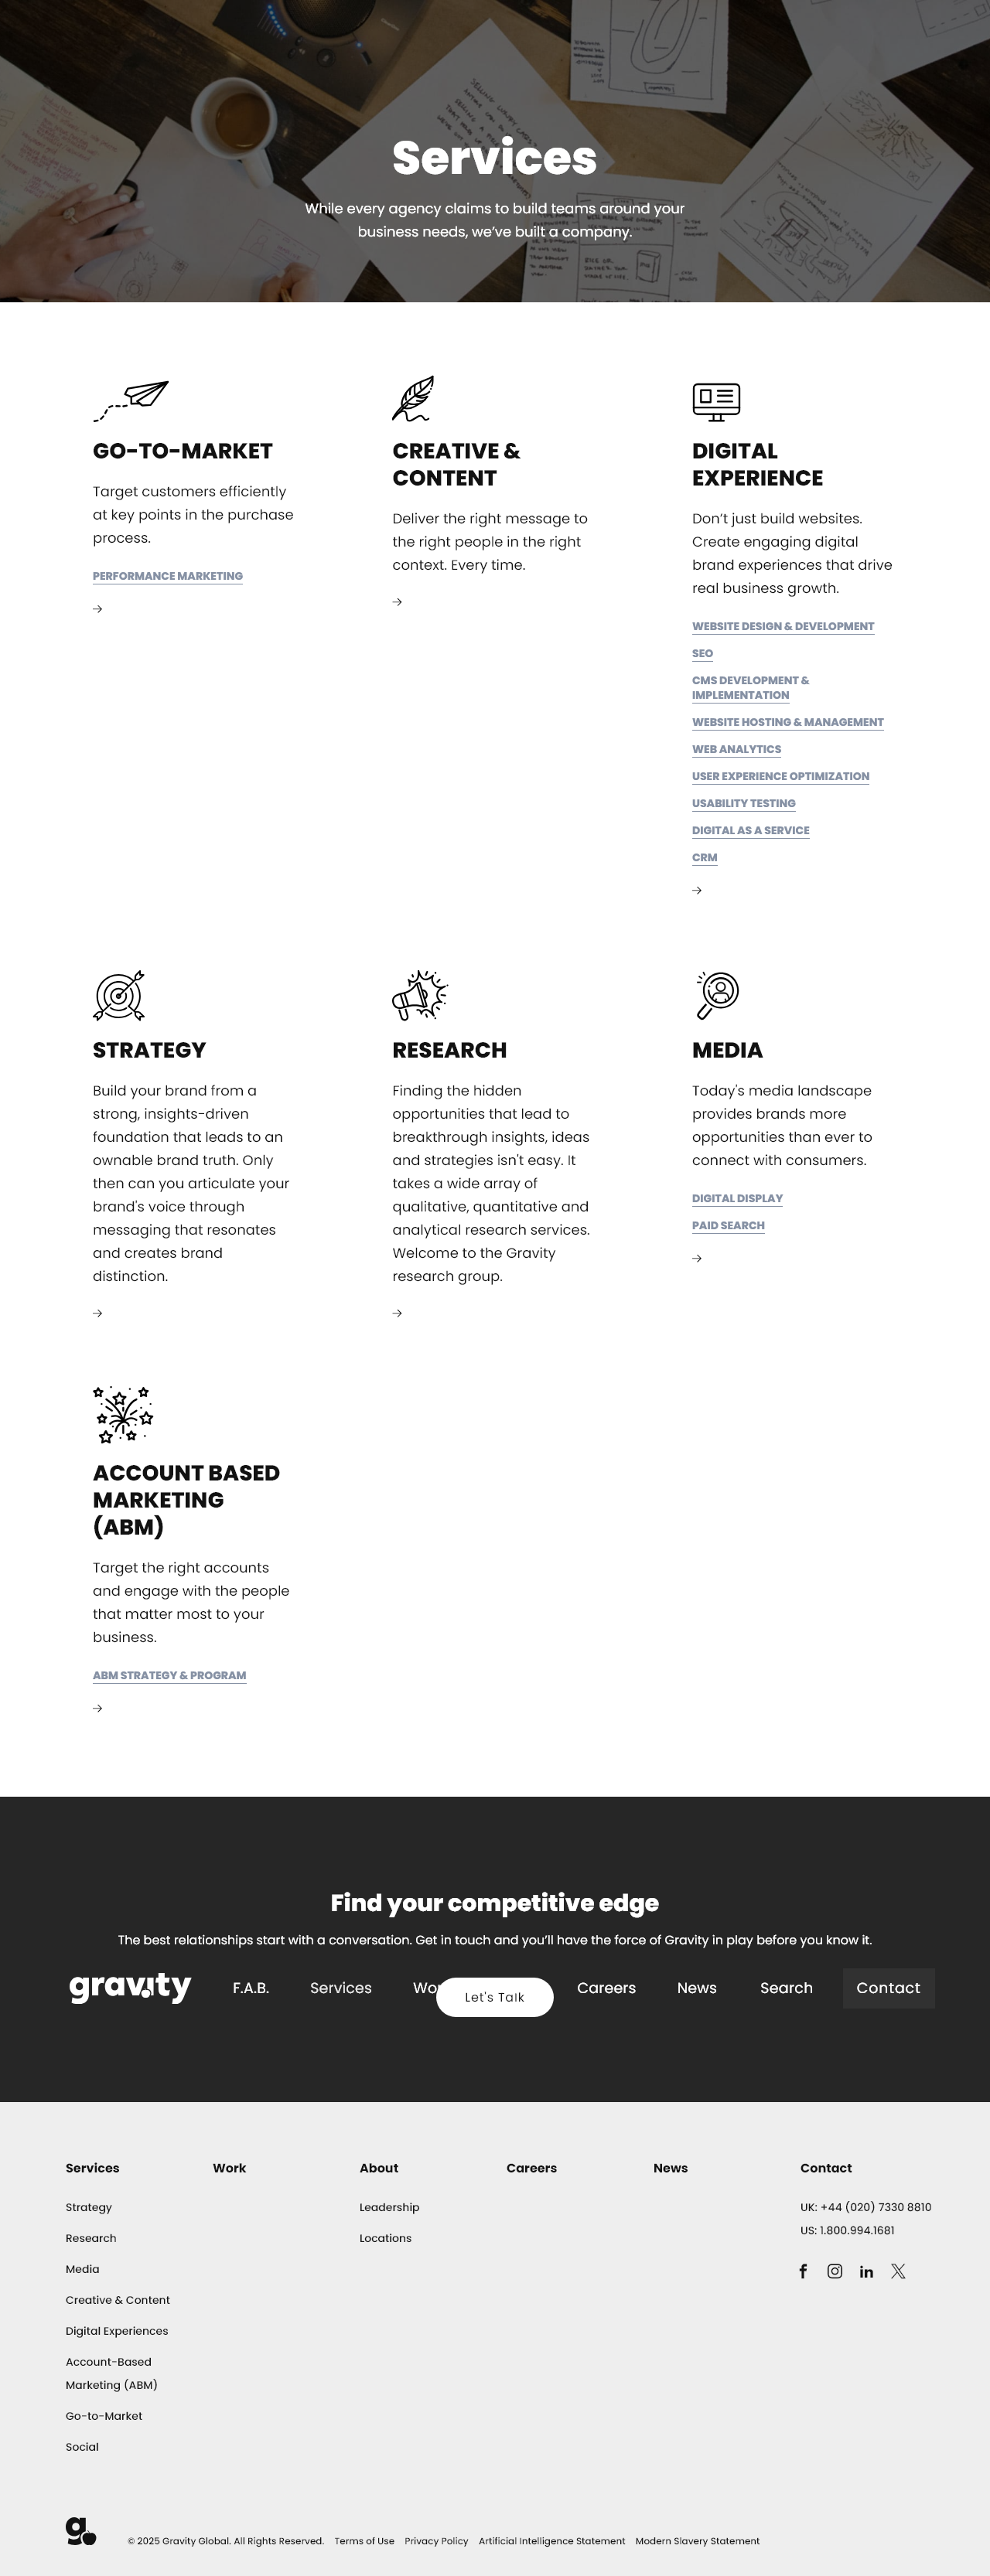 Services
While every agency claims to build teams around your
business needs, we've built a company.
GO-TO-MARKET
Target customers efficiently
at key points in the purchase
process.
PERFORMANCE MARKETING
CREATIVE &
CONTENT
Deliver the right message to
the right people in the right
context. Every time.
DIGITAL
EXPERIENCE
Don't just build websites.
Create engaging digital
brand experiences that drive
real business growth.
WEBSITE DESIGN & DEVELOPMENT
SEO
CMS DEVELOPMENT &
IMPLEMENTATION
WEBSITE HOSTING & MANAGEMENT
WEB ANALYTICS
USER EXPERIENCE OPTIMIZATION
USABILITY TESTING
DIGITAL AS A SERVICE
CRM
STRATEGY
Build your brand from a
strong, insights-driven
foundation that leads to an
ownable brand truth. Only
then can you articulate your
brand's voice through
messaging that resonates
and creates brand
distinction.
RESEARCH
Finding the hidden
opportunities that lead to
breakthrough insights, ideas
and strategies isn't easy. It
takes a wide array of
qualitative, quantitative and
analytical research services.
Welcome to the Gravity
research group.
MEDIA
Today's media landscape
provides brands more
opportunities than ever to
connect with consumers.
DIGITAL DISPLAY
PAID SEARCH
ACCOUNT BASED
MARKETING
(ABM)
Target the right accounts
and engage with the people
that matter most to your
business.
ABM STRATEGY & PROGRAM
Find your competitive edge
The best relationships start with a conversation. Get in touch and you'll have the force of Gravity in play before you know it.
gravity F.A.B. Services Let's Talk Careers News Search Contact
Services
Strategy
Research
Media
Creative & Content
Digital Experiences
Account-Based
Marketing (ABM)
Go-to-Market
Social
Work
About
Leadership
Locations
Careers
News
Contact
UK: +44 (020) 7330 8810
US: 1.800.994.1681
g © 2025 Gravity Global. All Rights Reserved. Terms of Use Privacy Policy Artificial Intelligence Statement Modern Slavery Statement